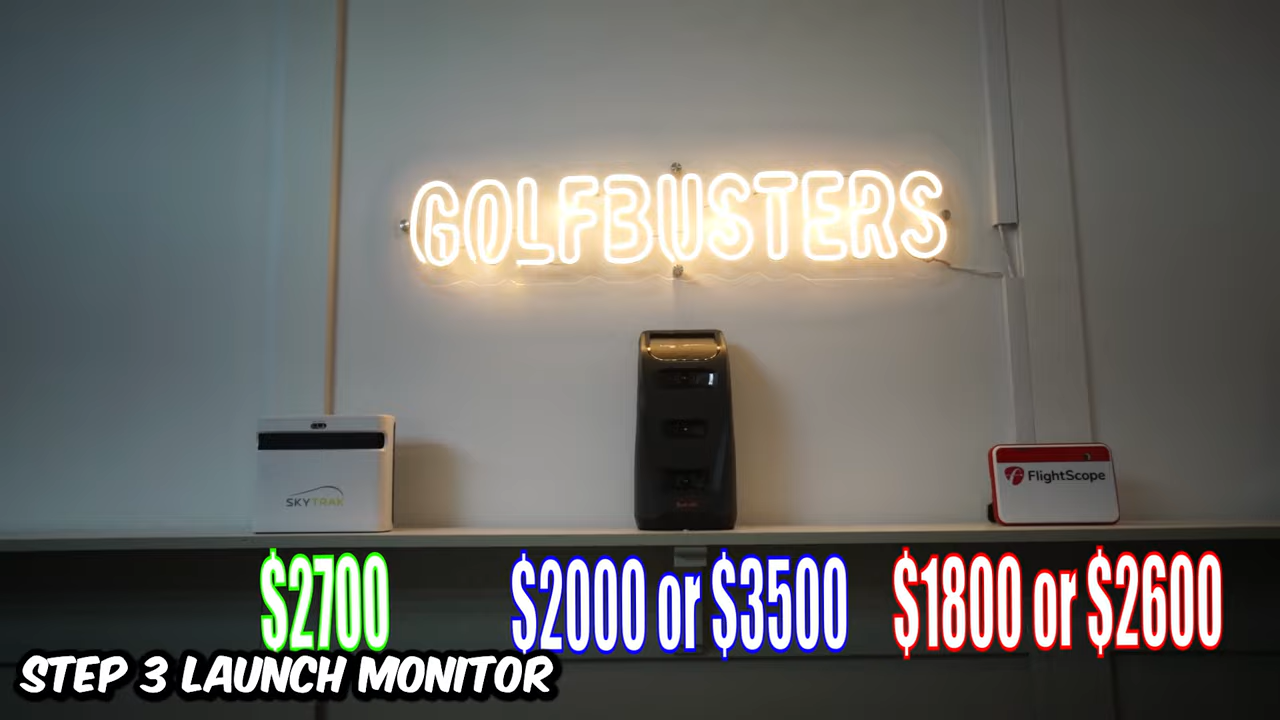 GOLFBUSTERS
SKYTRAK
FlightScope
$2700
$2000 or $3500
$1800 or $2600
STEP 3 LAUNCH MONITOR